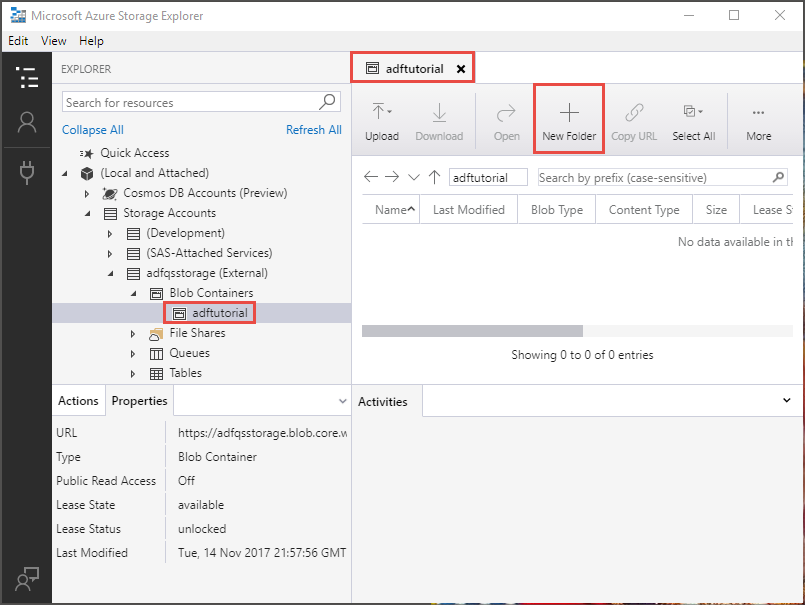 Microsoft Azure Storage Explorer
Edit View Help
EXPLORER
Search for resources
Collapse All Refresh All
Quick Access
(Local and Attached)
Cosmos DB Accounts (Preview)
Storage Accounts
(Development)
(SAS-Attached Services)
adfqsstorage (External)
Blob Containers
adftutorial
File Shares
Queues
Tables
Actions Properties
URL https://adfqsstorage.blob.core.w
Type Blob Container
Public Read Access Off
Lease State available
Lease Status unlocked
Last Modified Tue, 14 Nov 2017 21:57:56 GMT
adftutorial
Upload Download Open New Folder Copy URL Select All More
adftutorial Search by prefix (case-sensitive)
Name Last Modified Blob Type Content Type Size Lease S
No data available in th
Showing 0 to 0 of 0 entries
Activities